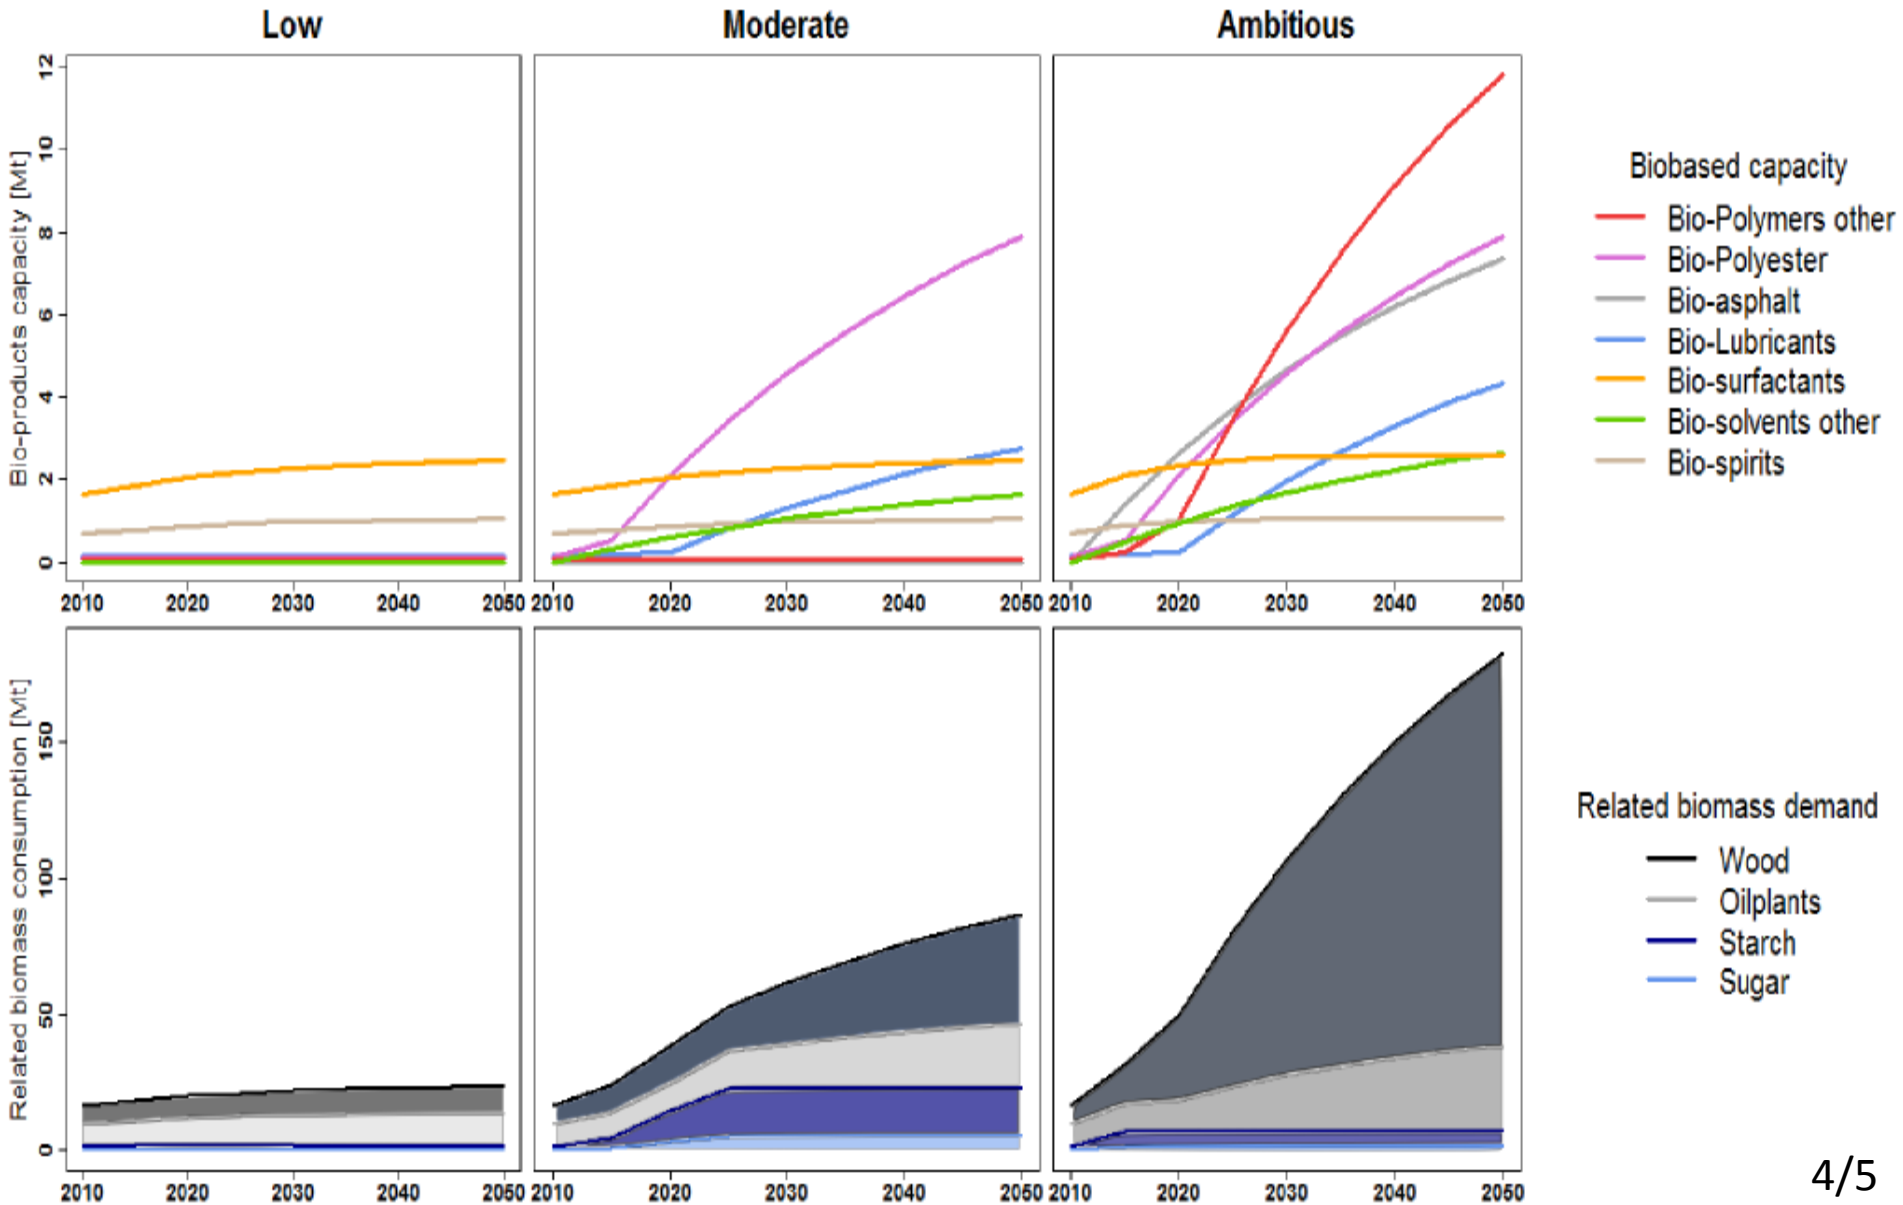 Low Moderate Ambitious
Bio-products capacity [Mt]
12
10
8
6
4
2
0
2010 2020 2030 2040 2050 2010 2020 2030 2040 2050 2010 2020 2030 2040 2050
Biobased capacity
Bio-Polymers other
Bio-Polyester
Bio-asphalt
Bio-Lubricants
Bio-surfactants
Bio-solvents other
Bio-spirits
Related biomass consumption [Mt]
150
100
50
0
2010 2020 2030 2040 2050 2010 2020 2030 2040 2050 2010 2020 2030 2040 2050
Related biomass demand
Wood
Oilplants
Starch
Sugar
4/5